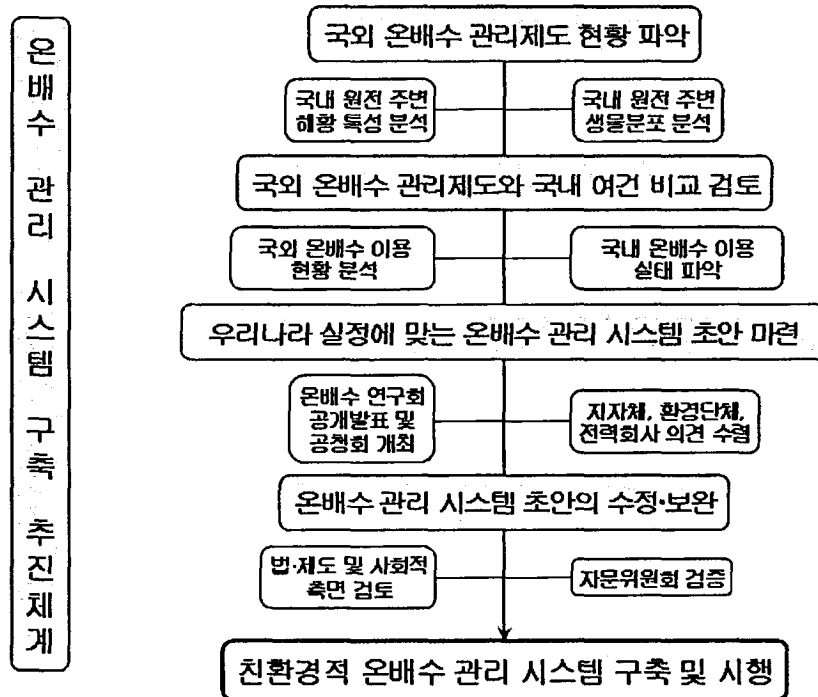 온배수 관리 시스템 구축 추진체계
국외 온배수 관리제도 현황 파악
국내 원전 주변
해황 특성 분석
국내 원전 주변
생물분포 분석
국외 온배수 관리제도와 국내 여건 비교 검토
국외 온배수 이용
현황 분석
국내 온배수 이용
실태 파악
우리나라 실정에 맞는 온배수 관리 시스템 초안 마련
온배수 연구회
공개발표 및
공청회 개최
지자체, 환경단체,
전력회사 의견 수렴
온배수 관리 시스템 초안의 수정·보완
법·제도 및 사회적
측면 검토
자문위원회 검증
친환경적 온배수 관리 시스템 구축 및 시행